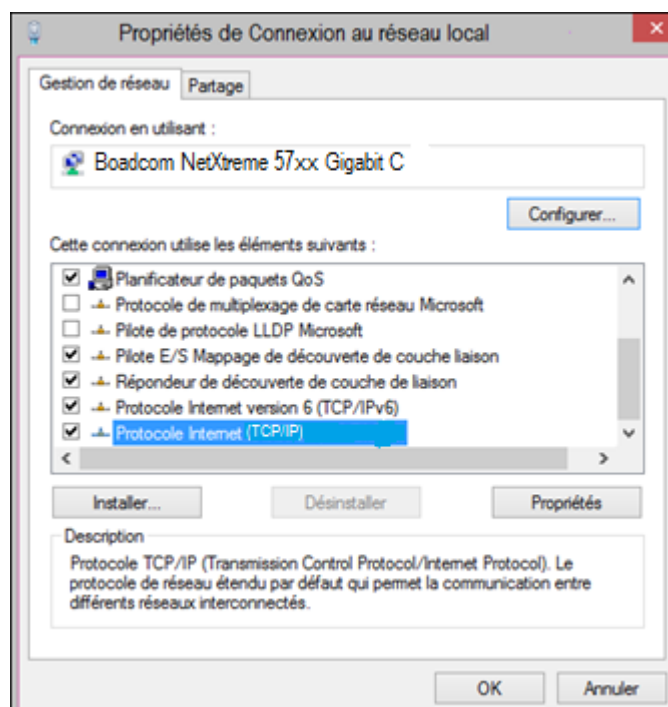 Propriétés de Connexion au réseau local
Gestion de réseau
Partage
Connexion en utilisant :
Boadcom NetXtreme 57xx Gigabit C
Configurer...
Cette connexion utilise les éléments suivants :
Planificateur de paquets QoS
Protocole de multiplexage de carte réseau Microsoft
Pilote de protocole LLDP Microsoft
Pilote E/S Mappage de découverte de couche liaison
Répondeur de découverte de couche de liaison
Protocole Internet version 6 (TCP/IPv6)
Protocole Internet (TCP/IP)
Installer...
Désinstaller
Propriétés
Description
Protocole TCP/IP (Transmission Control Protocol/Internet Protocol). Le
protocole de réseau étendu par défaut qui permet la communication entre
différents réseaux interconnectés.
OK
Annuler